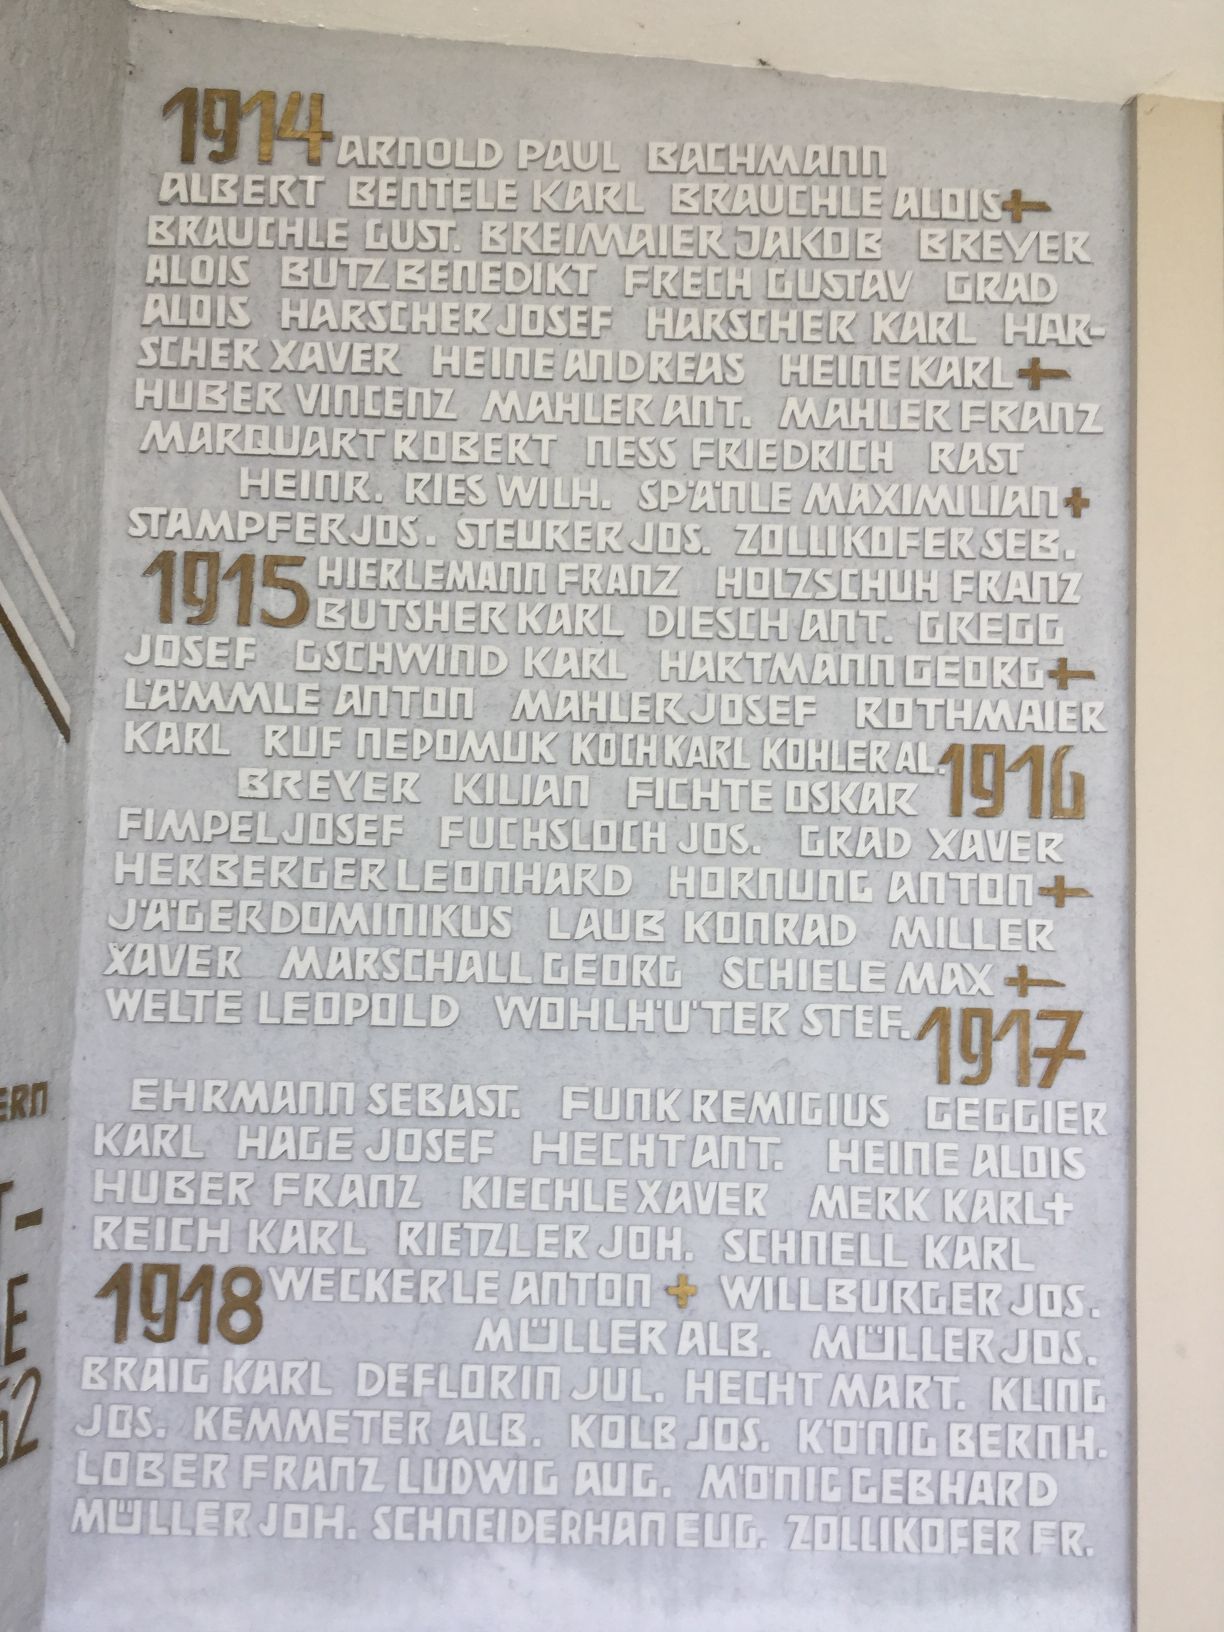 1914 ARNOLD PAUL BACHMANN
ALBERT BENTELE KARL BRAUCHLE ALOIS+
BRAUCHLE GUST. BREIMAIER JAKOB BREYER
ALOIS BUTZ BENEDIKT FRECH GUSTAV GRAD
ALOIS HARSCHER JOSEF HARSCHER KARL HAR-
SCHER XAVER HEINE ANDREAS HEINE KARL+
HUBER VINCENZ MAHLER ANT. MAHLER FRANZ
MARQUART ROBERT NESS FRIEDRICH RAST
HEINR. RIES WILH. SPÄNLE MAXIMILIAN+
STAMPFER JOS. STEURER JOS. ZOLLIKOFER SEB.
1915 HIERLEMANN FRANZ HOLZSCHUH FRANZ
BUTSHER KARL DIESCH ANT. GREGG
JOSEF GSCHWIND KARL HARTMANN GEORG+
LÄMMLE ANTON MAHLER JOSEF ROTHMAIER
KARL RUF NEPOMUK KOCH KARL KOHLER AL. 1916
BREYER KILIAN FICHTE OSKAR
FIMPEL JOSEF FUCHSLOCH JOS. GRAD XAVER
HERBERGER LEONHARD HORNUNG ANTON+
JÄGER DOMINIKUS LAUB KONRAD MILLER
XAVER MARSCHALL GEORG SCHIELE MAX+
WELTE LEOPOLD WOHLHÜTER STEF. 1917
EHRMANN SEBAST. FUNK REMIGIUS GEGGIER
KARL HAGE JOSEF HECHT ANT. HEINE ALOIS
HUBER FRANZ KIECHLE XAVER MERK KARL+
REICH KARL RIETZLER JOH. SCHNELL KARL
1918 WECKERLE ANTON + WILLBURGER JOS.
MÜLLER ALB. MÜLLER JOS.
BRAIG KARL DEFLORIN JUL. HECHT MART. KLING
JOS. KEMMETER ALB. KOLB JOS. KÖNIG BERNH.
LOBER FRANZ LUDWIG AUG. MÖNIG GEBHARD
MÜLLER JOH. SCHNEIDERHAN EUG. ZOLLIKOFER FR.